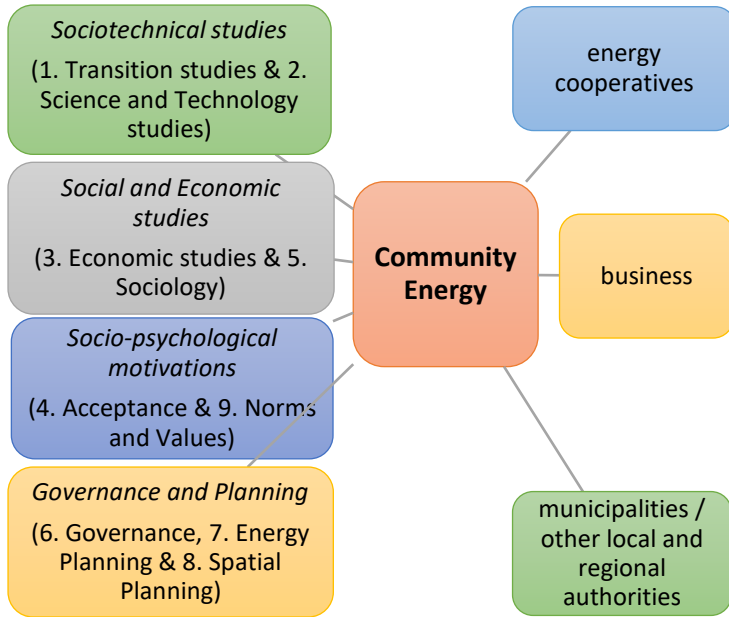 Sociotechnical studies
(1. Transition studies & 2.
Science and Technology
studies)
Social and Economic
studies
(3. Economic studies & 5.
Sociology)
Socio-psychological
motivations
(4. Acceptance & 9. Norms
and Values)
Governance and Planning
(6. Governance, 7. Energy
Planning & 8. Spatial
Planning)
Community
Energy
energy
cooperatives
business
municipalities /
other local and
regional
authorities